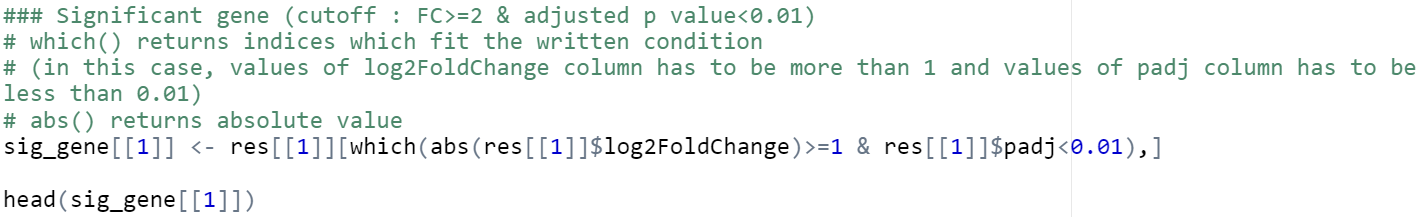 ### Significant gene (cutoff : FC>=2 & adjusted p value<0.01)
# which() returns indices which fit the written condition
# (in this case, values of log2FoldChange column has to be more than 1 and values of padj column has to be
less than 0.01)
# abs() returns absolute value
sig_gene[[1]] <- res[[1]][which(abs(res[[1]]$log2FoldChange)>=1 & res[[1]]$padj<0.01),]
head(sig_gene[[1]])